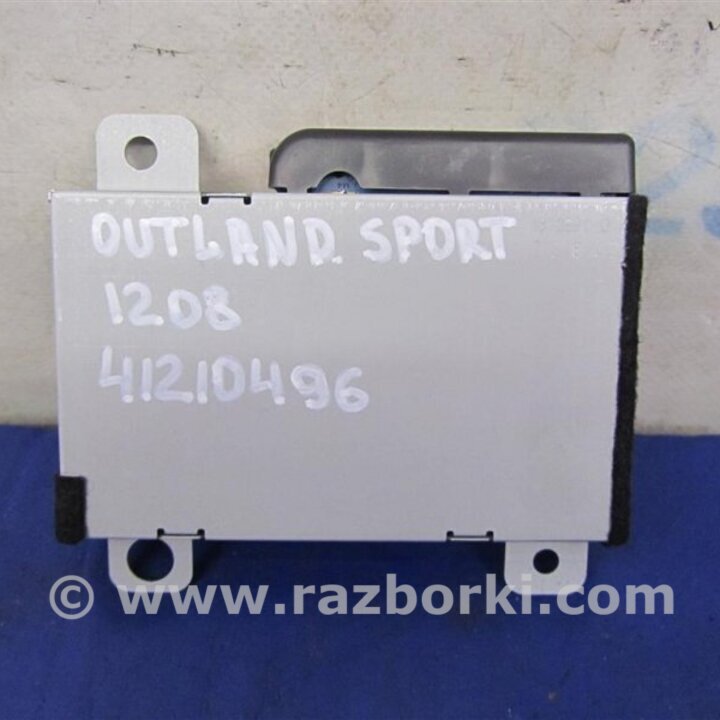 OUTLAND. SPORT
1208
41210496
© www.razborki.com